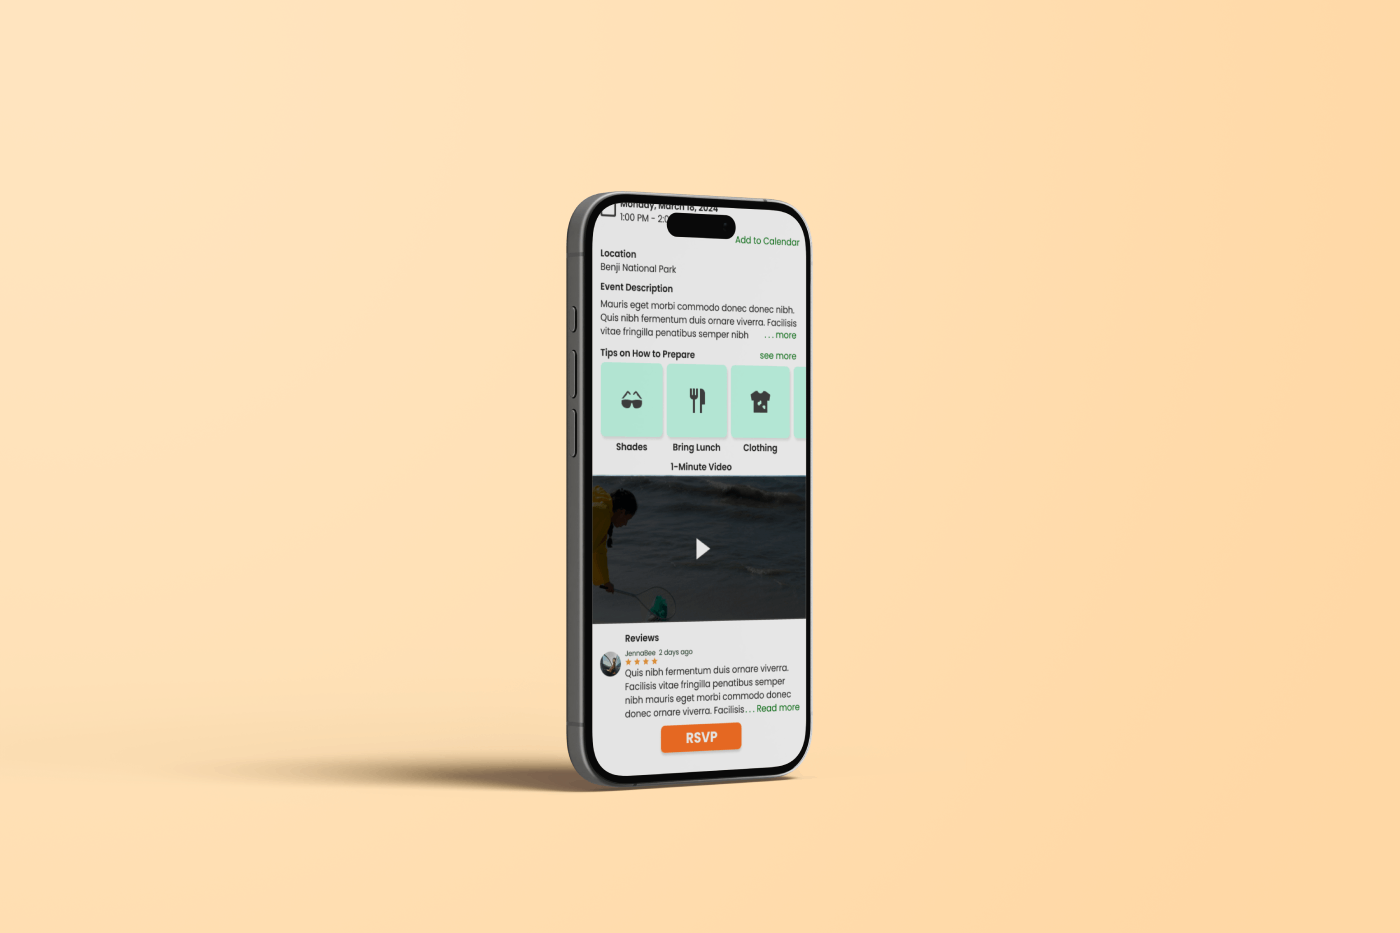 Monday, March 18, 2024
1:00 PM - 2:0
Add to Calendar
Location
Benji National Park
Event Description
Mauris eget morbi commodo donec donec nibh.
Quis nibh fermentum duis ornare viverra. Facilisis
vitae fringilla penatibus semper nibh ...more
Tips on How to Prepare see more
Shades Bring Lunch Clothing
1-Minute Video
Reviews
JennaBee 2 days ago
Quis nibh fermentum duis ornare viverra.
Facilisis vitae fringilla penatibus semper
nibh mauris eget morbi commodo donec
donec ornare viverra. Facilisis... Read more
RSVP